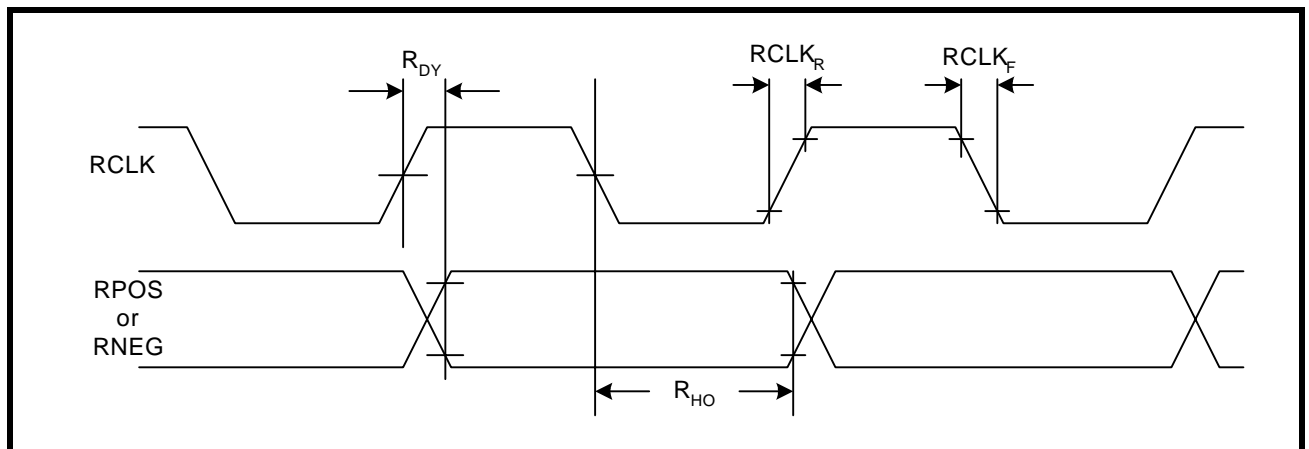 R_DY
RCLK_R
RCLK_F
RCLK
RPOS
or
RNEG
R_HO